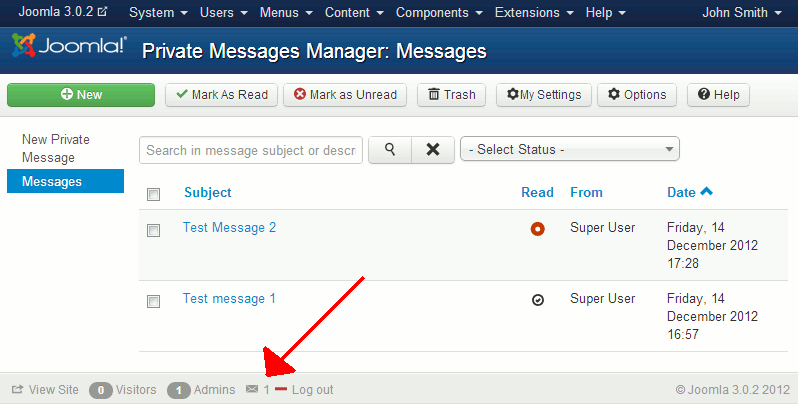 Joomla 3.0.2 System Users Menus Content Components Extensions Help John Smith
Joomla! Private Messages Manager: Messages
New Mark As Read Mark as Unread Trash My Settings Options Help
New Private
Message
Messages
Search in message subject or descr - Select Status -
Subject Read From Date
Test Message 2 Super User Friday, 14
December 2012
17:28
Test message 1 Super User Friday, 14
December 2012
16:57
View Site 0 Visitors 1 Admins 1 Log out © Joomla 3.0.2 2012